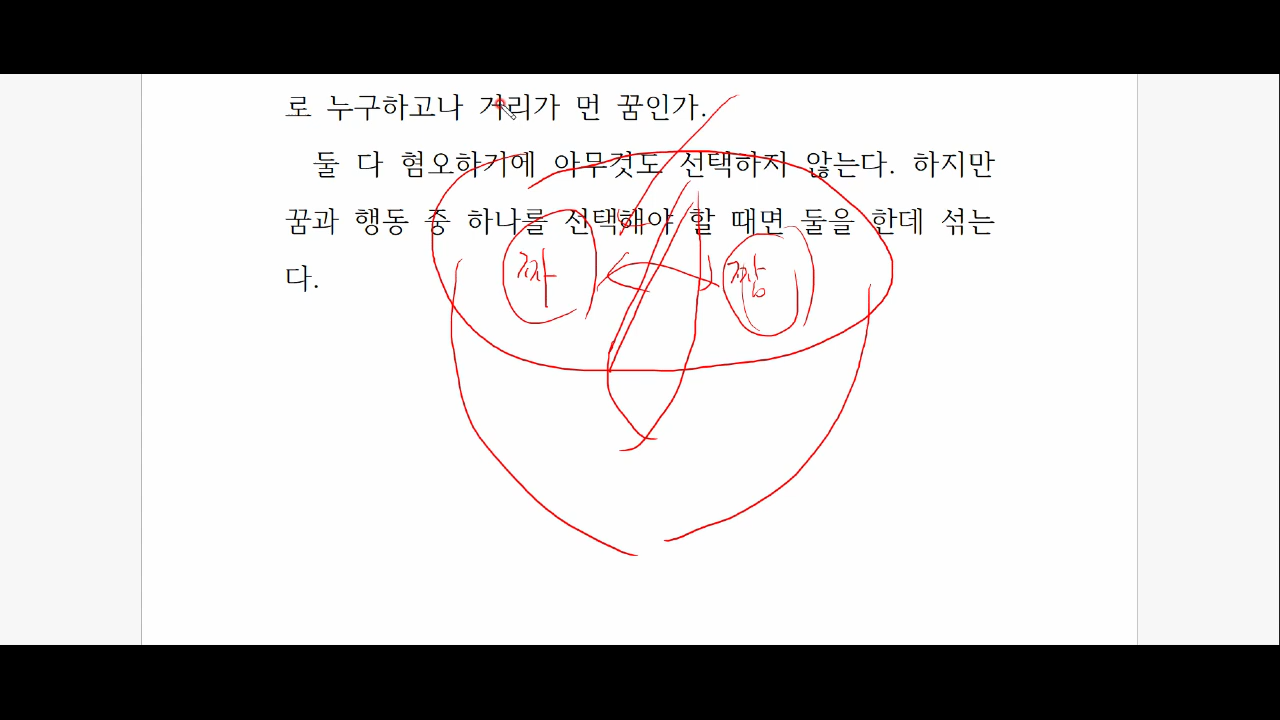 로 누구하고나 거리가 먼 꿈인가.
둘 다 혐오하기에 아무것도 선택하지 않는다. 하지만
꿈과 행동 중 하나를 선택해야 할 때면 둘을 한데 섞는
다.
짜 짬